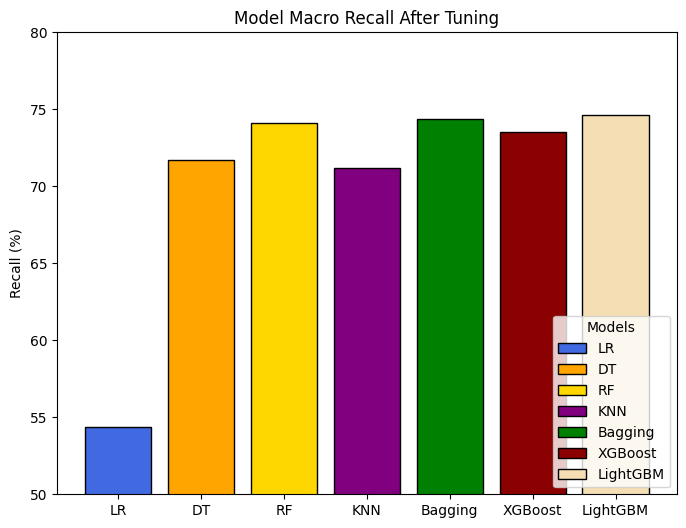 Model Macro Recall After Tuning
Recall (%)
80
75
70
65
60
55
50
LR DT RF KNN Bagging XGBoost LightGBM
Models
LR
DT
RF
KNN
Bagging
XGBoost
LightGBM